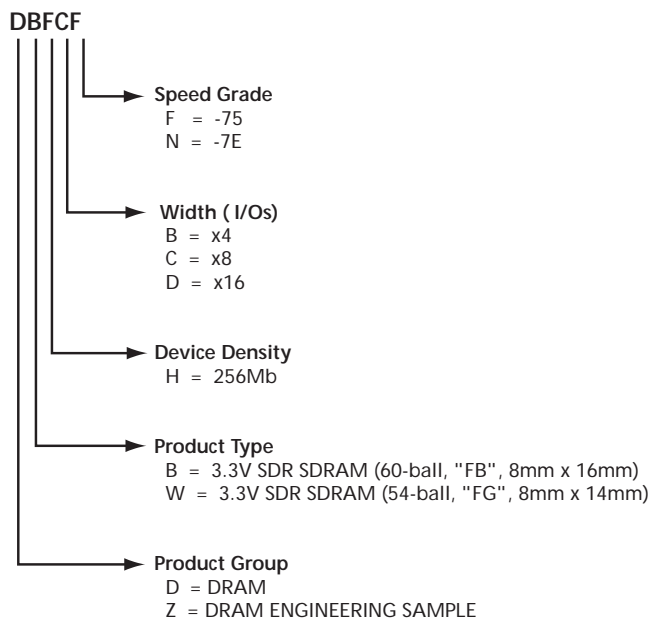 DBFCF
Speed Grade
F = -75
N = -7E
Width ( I/Os)
B = x4
C = x8
D = x16
Device Density
H = 256Mb
Product Type
B = 3.3V SDR SDRAM (60-ball, "FB", 8mm x 16mm)
W = 3.3V SDR SDRAM (54-ball, "FG", 8mm x 14mm)
Product Group
D = DRAM
Z = DRAM ENGINEERING SAMPLE